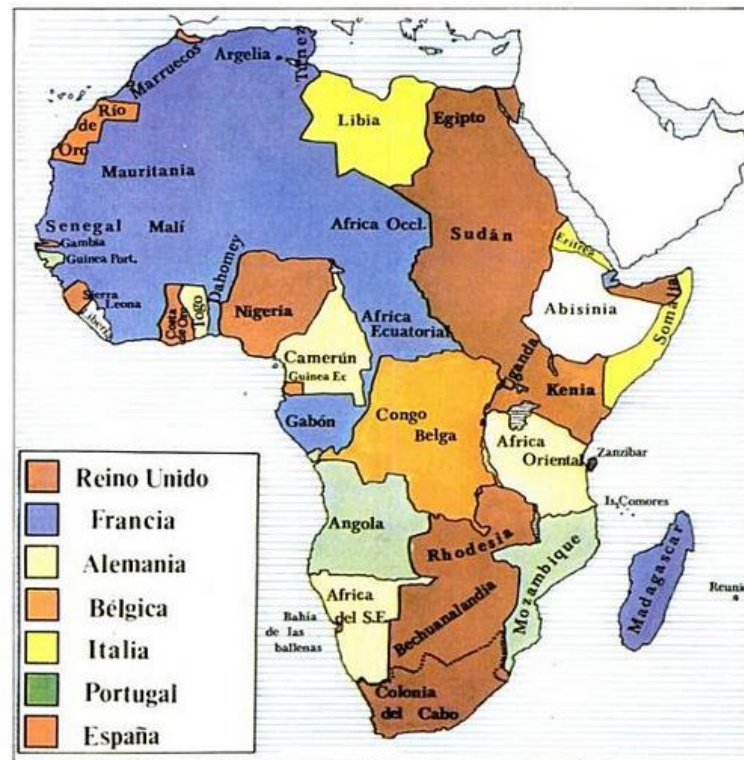 Marruecos
Argelia
Túnez
Libia
Egipto
Río
de
Oro
Mauritania
Senegal
Malí
Africa Occl.
Sudán
Eritrea
Gambia
Guinea Port.
Sierra
Leona
Liberia
Costa
de Oro
Togo
Dahomey
Nigeria
Africa
Ecuatorial
Abisinia
Somalia
Camerún
Guinea Ec
Uganda
Kenia
Gabón
Congo
Belga
Africa
Oriental
Zanzibar
Is. Comores
Angola
Rhodesia
Mozambique
Madagascar
Reunió
Africa
del S.E.
Bahía
de las
ballenas
Bechuanalandia
Colonia
del Cabo
Reino Unido
Francia
Alemania
Bélgica
Italia
Portugal
España